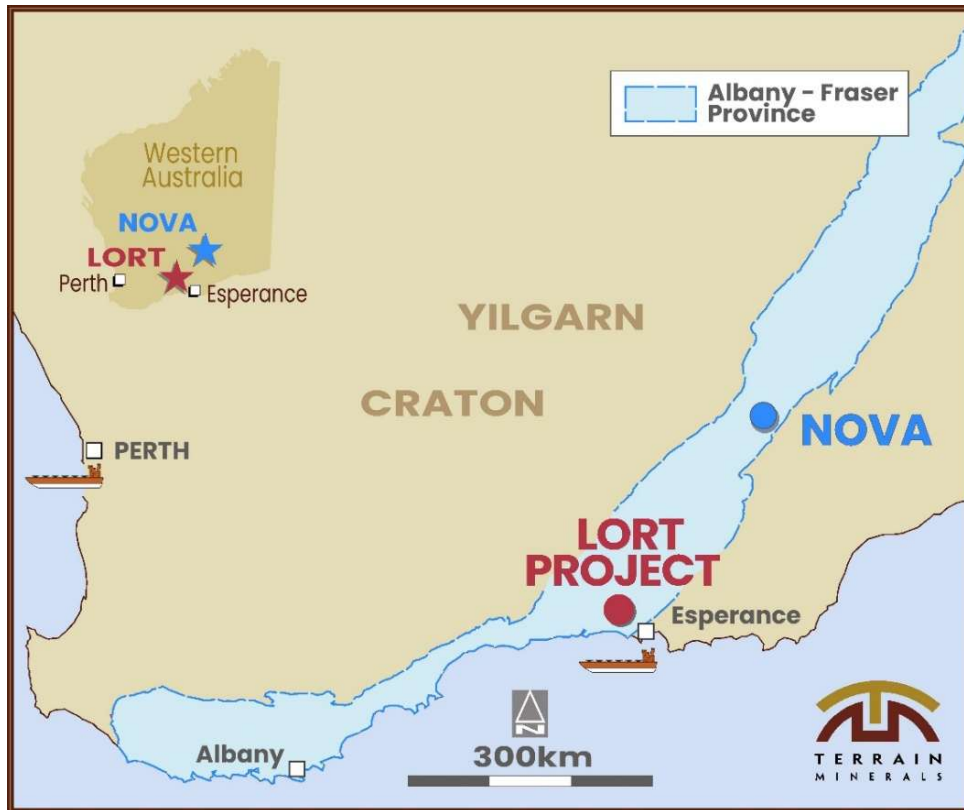 Albany - Fraser
Province
Western
Australia
NOVA
LORT
Perth
Esperance
YILGARN
CRATON
NOVA
PERTH
LORT
PROJECT
Esperance
Albany
N
300km
TERRAIN
MINERALS